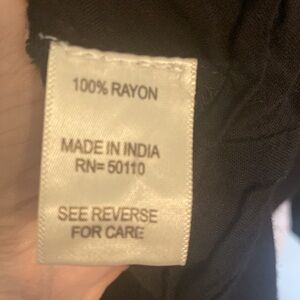 100% RAYON
MADE IN INDIA
RN= 50110
SEE REVERSE
FOR CARE